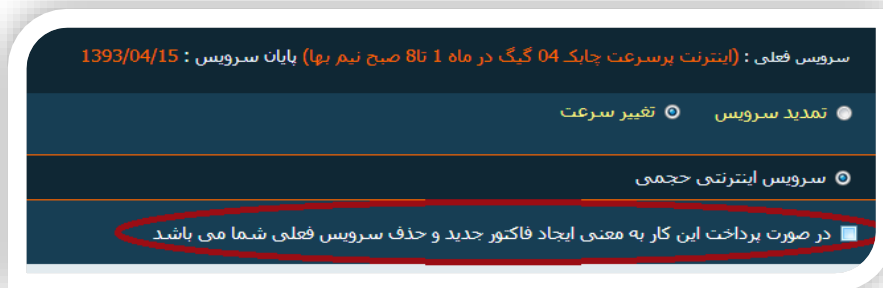 سرویس فعلی : (اینترنت پرسرعت چابک 04 گیگ در ماه 1 تا8 صبح نیم بها) پایان سرویس : 1393/04/15
تمدید سرویس تغییر سرعت
سرویس اینترنتی حجمی
در صورت پرداخت این کار به معنی ایجاد فاکتور جدید و حذف سرویس فعلی شما می باشد